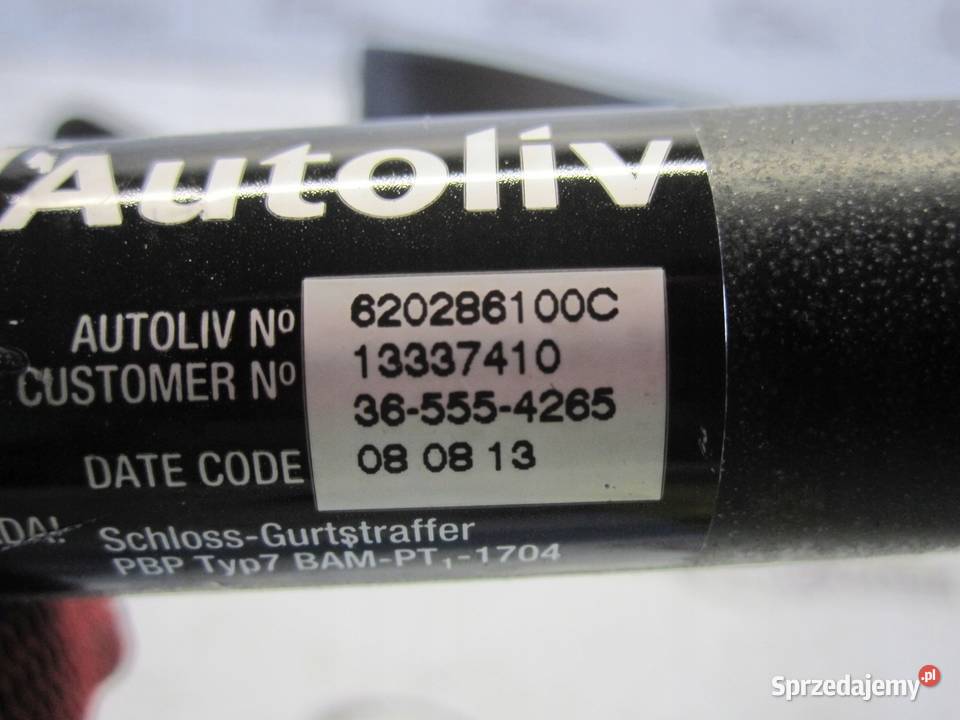 Autoliv
AUTOLIV Nº 620286100C
CUSTOMER Nº 13337410
36-555-4265
DATE CODE 08 08 13
Schloss-Gurtstraffer
PBP Typ7 BAM-PT₁-1704
Sprzedajemy.pl